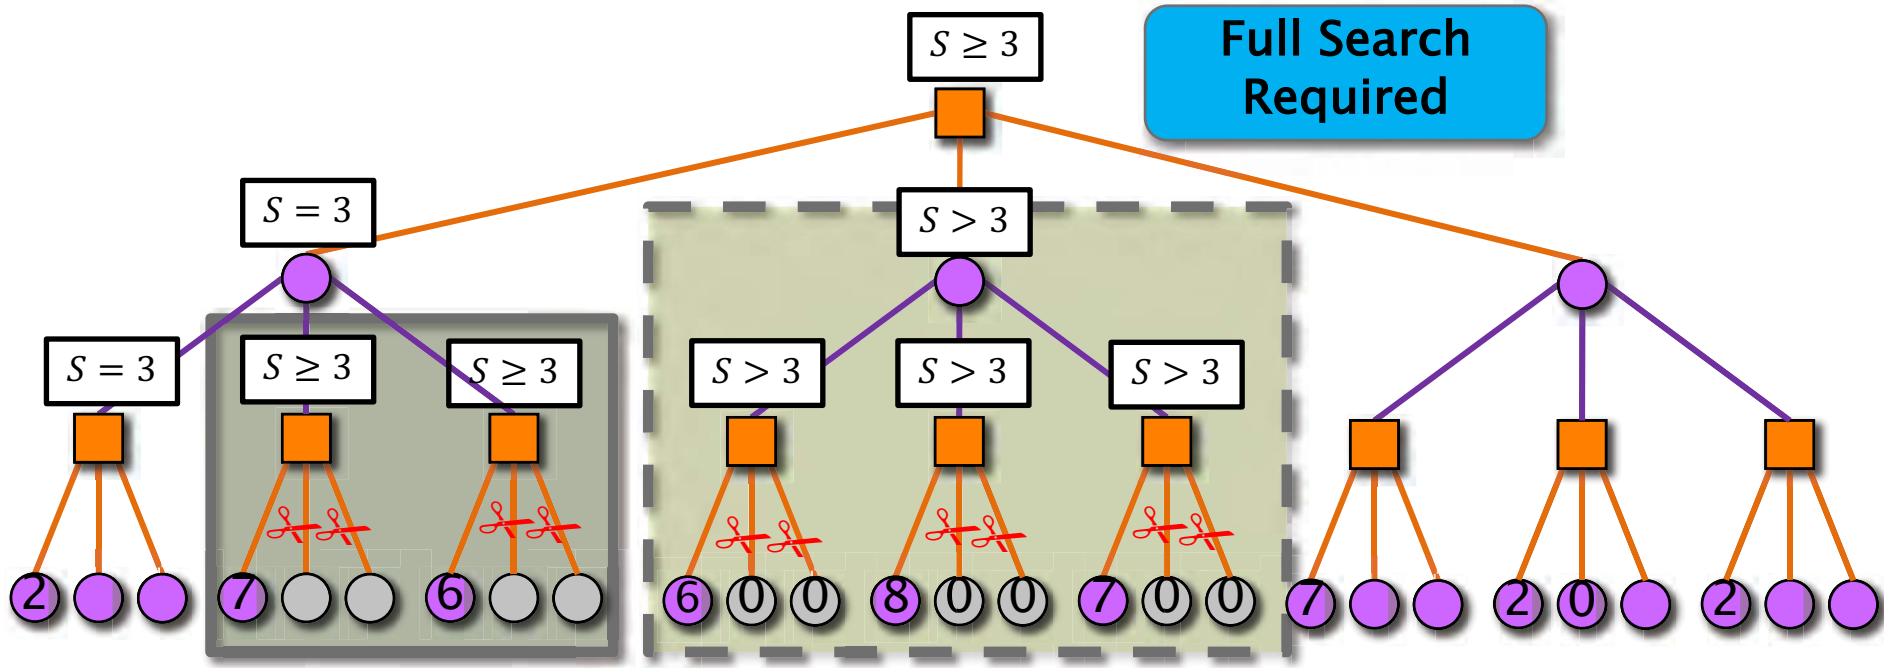 S ≥ 3
Full Search
Required
S = 3
S > 3
S = 3
S ≥ 3
S ≥ 3
S > 3
S > 3
S > 3
2
7
6
6
0
0
8
0
0
7
0
0
7
2
0
2